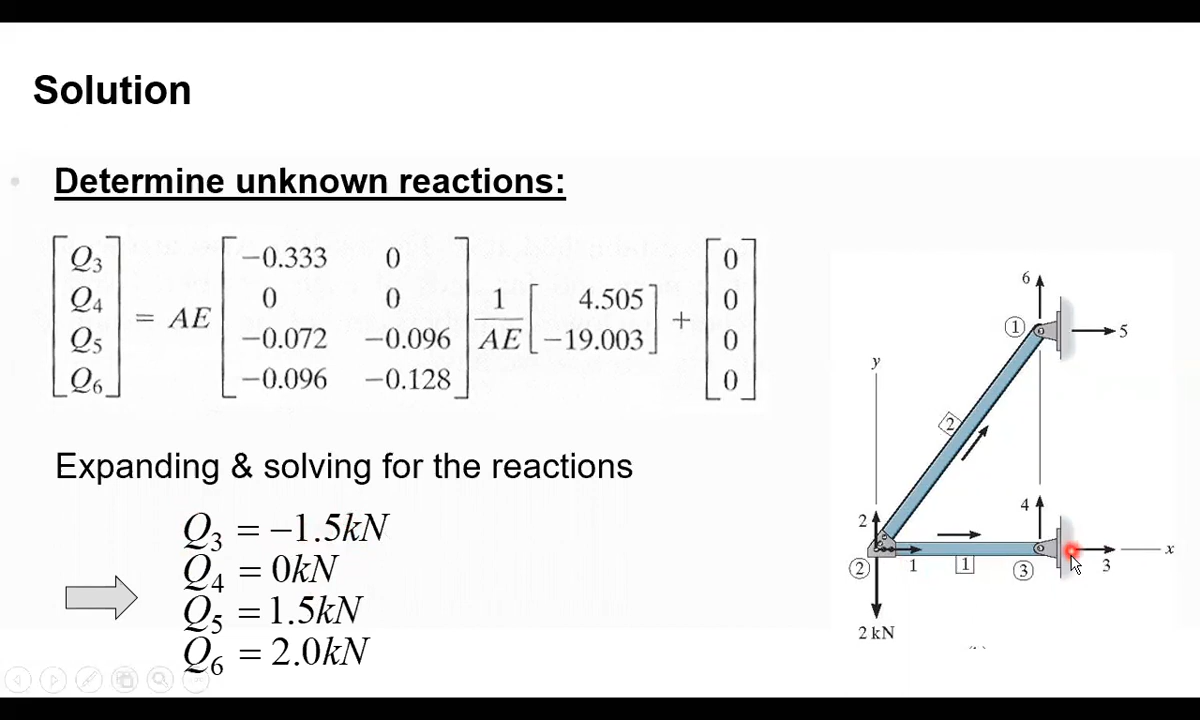 Solution
• Determine unknown reactions:
[Q3 Q4 Q5 Q6] = AE [−0.333 0; 0 0; −0.072 −0.096; −0.096 −0.128] 1/AE [4.505; −19.003] + [0 0 0 0]
Expanding & solving for the reactions
Q3 = −1.5kN
Q4 = 0kN
Q5 = 1.5kN
Q6 = 2.0kN
6
1
5
y
2
4
2
x
2
1
1
3
3
2 kN